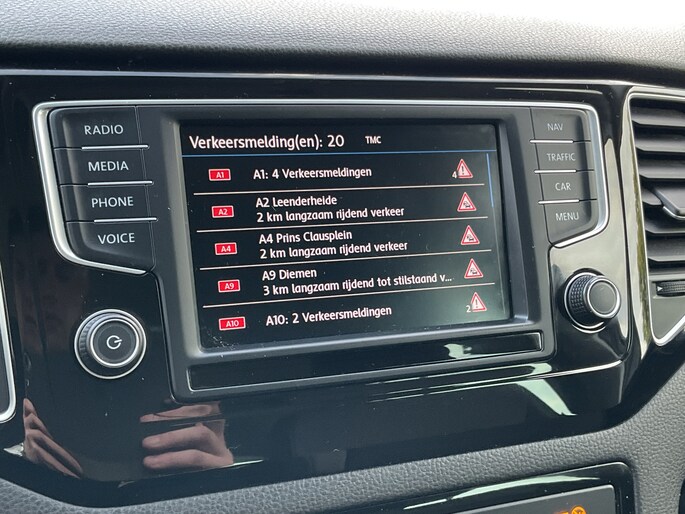 RADIO
MEDIA
PHONE
VOICE
Verkeersmelding(en): 20 TMC
A1 A1: 4 Verkeersmeldingen 4
A2 A2 Leenderheide
2 km langzaam rijdend verkeer
A4 A4 Prins Clausplein
2 km langzaam rijdend verkeer
A9 A9 Diemen
3 km langzaam rijdend tot stilstaand v...
A10 A10: 2 Verkeersmeldingen 2
NAV
TRAFFIC
CAR
MENU